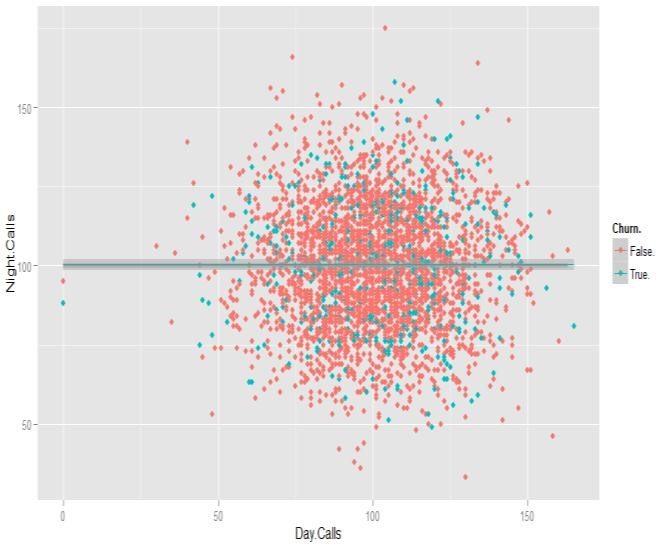 150
100
50
Night.Calls
0 50 100 150
Day.Calls
Churn.
False.
True.